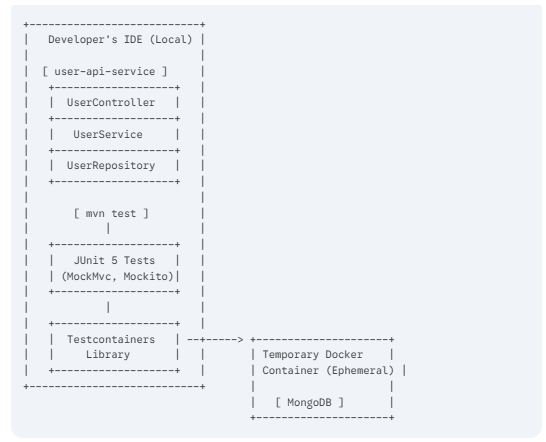 +---------------------------+
|   Developer's IDE (Local) |
|                           |
|  [ user-api-service ]     |
|   +-------------------+   |
|   |  UserController   |   |
|   +-------------------+   |
|   |   UserService     |   |
|   +-------------------+   |
|   |  UserRepository   |   |
|   +-------------------+   |
|                           |
|       [ mvn test ]        |
|            |              |
|   +-------------------+   |
|   |   JUnit 5 Tests   |   |
|   | (MockMvc, Mockito)|   |
|   +-------------------+   |
|            |              |
|   +-------------------+   |
|   |  Testcontainers   | --+-----> +---------------------+
|   |     Library       |   |       | Temporary Docker    |
|   +-------------------+   |       | Container (Ephemeral) |
+---------------------------+       |                     |
                                    |   [ MongoDB ]       |
                                    +---------------------+